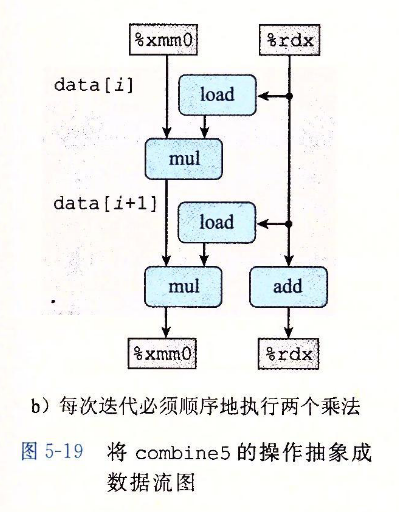 %xmm0 %rdx
data[i]
load
mul
data[i+1]
load
mul add
%xmm0 %rdx
b）每次迭代必须顺序地执行两个乘法
图 5-19 将 combine5 的操作抽象成
数据流图